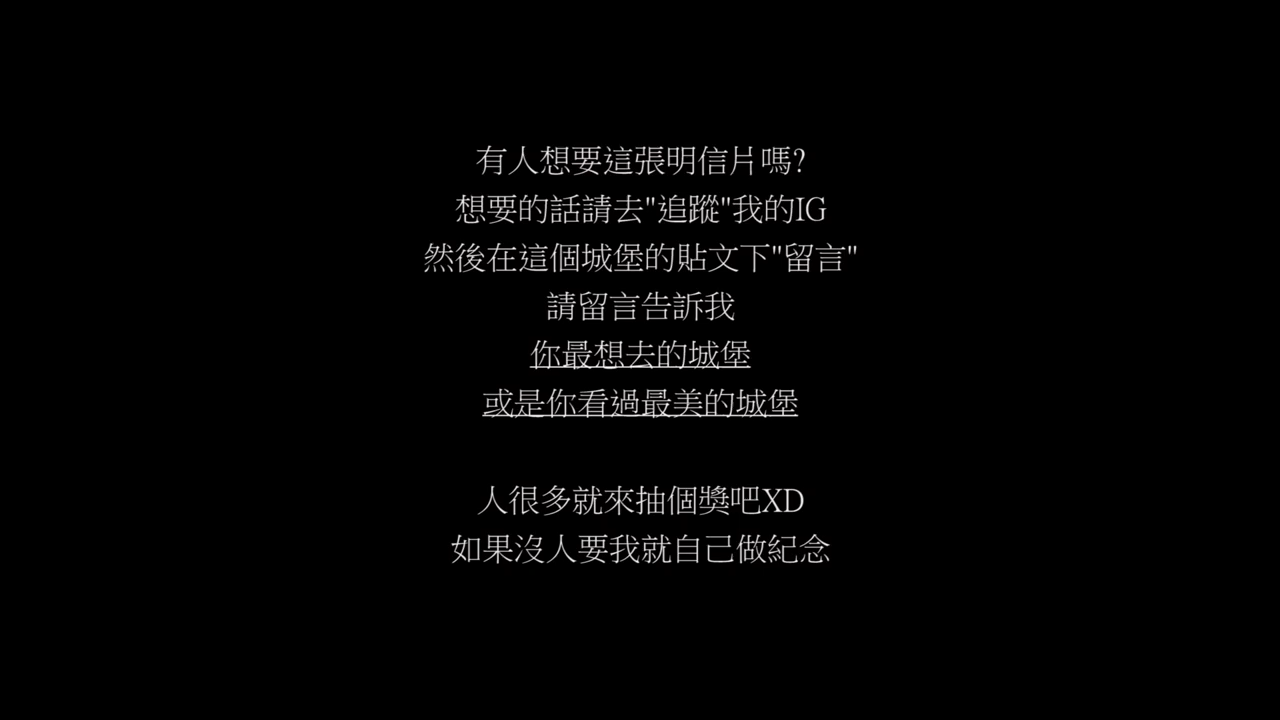 有人想要這張明信片嗎?
想要的話請去"追蹤"我的IG
然後在這個城堡的貼文下"留言"
請留言告訴我
你最想去的城堡
或是你看過最美的城堡
人很多就來抽個獎吧XD
如果沒人要我就自己做紀念